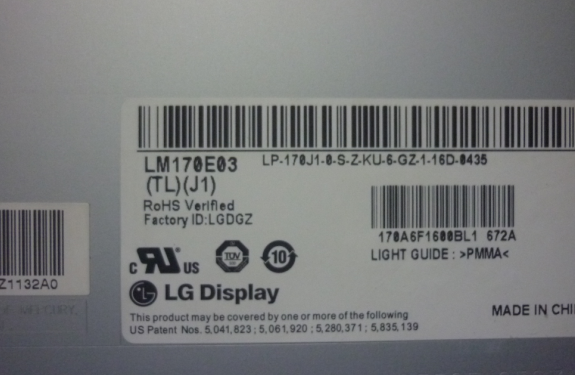 LM170E03
(TL)(J1)
LP-170J1-0-S-Z-KU-6-GZ-1-16D-0435
RoHS Verified
Factory ID:LGDGZ
170A6F1600BL1 672A
LIGHT GUIDE : >PMMA<
c RU US
TÜV
10
LG Display
This product may be covered by one or more of the following
US Patent Nos. 5,041,823 ; 5,061,920 ; 5,280,371 ; 5,835,139
MADE IN CHI
Z1132A0